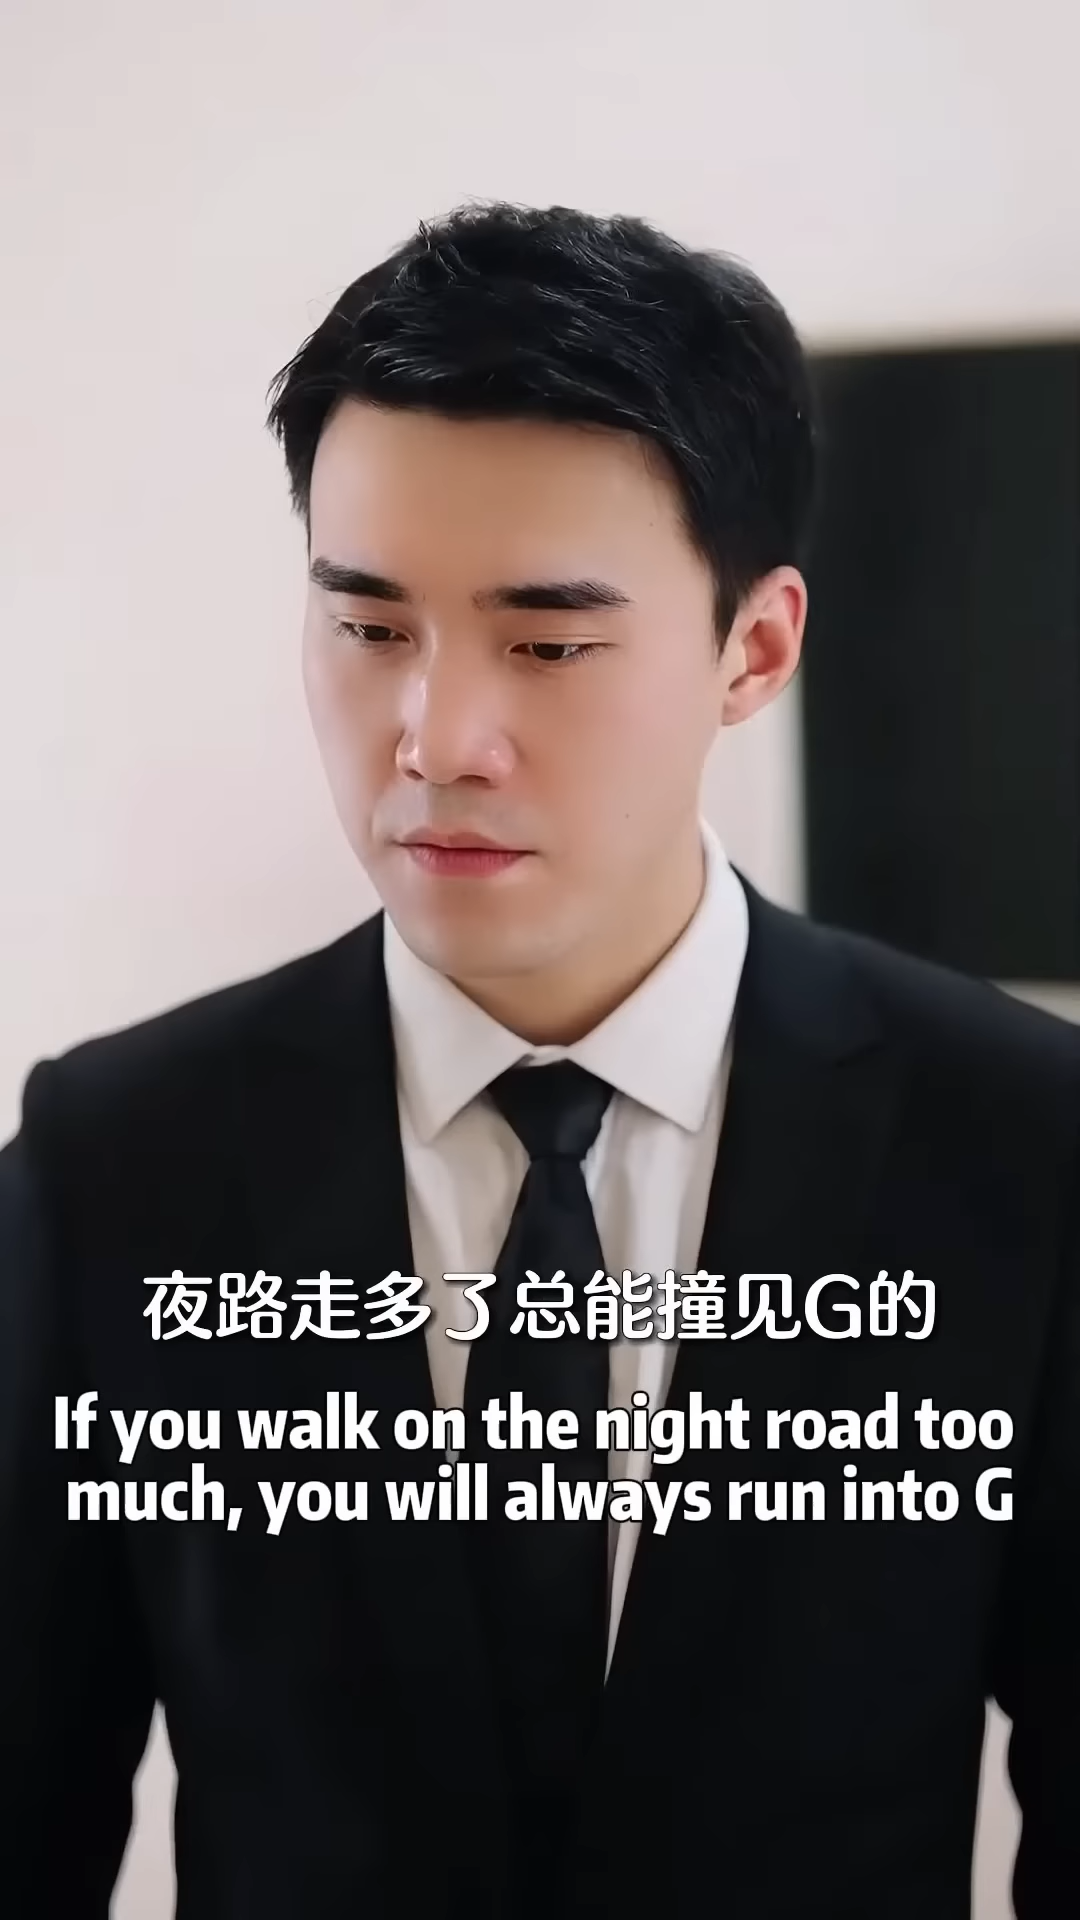 夜路走多了总能撞见G的
If you walk on the night road too
much, you will always run into G